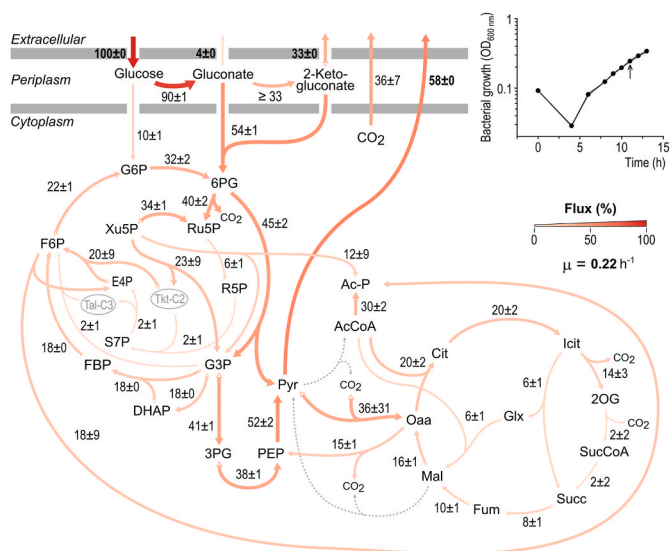 Extracellular
100±0
4±0
33±0
Periplasm
Glucose
Gluconate
2-Keto-
gluconate
90±1
≥ 33
36±7
58±0
Cytoplasm
10±1
54±1
CO2
G6P
32±2
6PG
22±1
40±2
CO2
45±2
34±1
Xu5P
Ru5P
F6P
20±9
23±9
6±1
12±9
E4P
R5P
Ac-P
Tal-C3
Tkt-C2
30±2
2±1
2±1
2±1
S7P
AcCoA
20±2
18±0
FBP
G3P
Cit
Icit
18±0
18±0
DHAP
Pyr
20±2
CO2
14±3
CO2
2OG
36±31
6±1
Oaa
6±1
Glx
CO2
2±2
SucCoA
18±9
41±1
52±2
15±1
3PG
PEP
16±1
Mal
2±2
38±1
CO2
10±1
Fum
Succ
8±1
Bacterial growth (OD600 nm)
1
0.1
0
5
10
15
Time (h)
Flux (%)
0
50
100
μ = 0.22 h-1